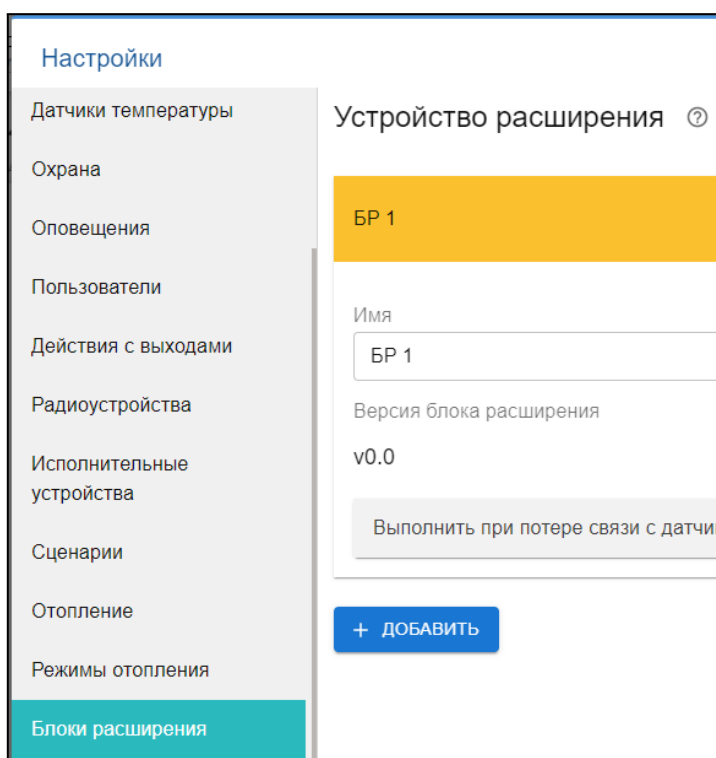 Настройки
Датчики температуры
Охрана
Оповещения
Пользователи
Действия с выходами
Радиоустройства
Исполнительные
устройства
Сценарии
Отопление
Режимы отопления
Блоки расширения
Устройство расширения
БР 1
Имя
БР 1
Версия блока расширения
v0.0
Выполнить при потере связи с
+ ДОБАВИТЬ